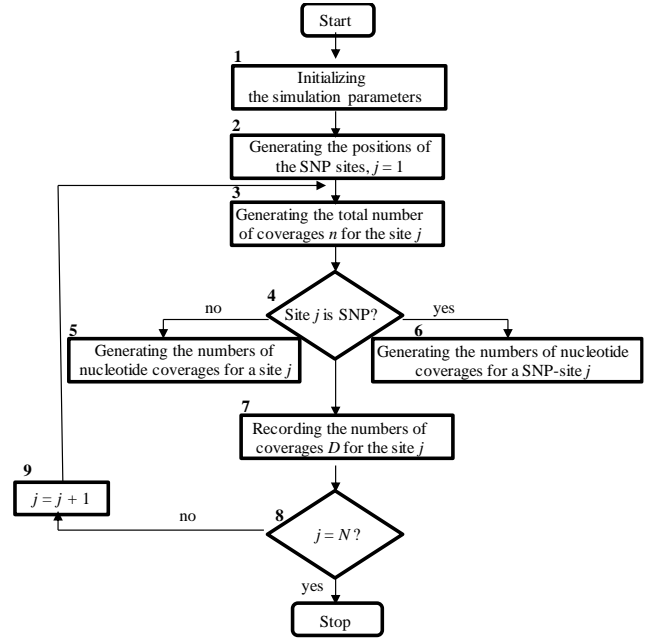 Start
1
Initializing
the simulation parameters
2
Generating the positions of
the SNP sites, j = 1
3
Generating the total number
of coverages n for the site j
4
Site j is SNP?
no
yes
5
Generating the numbers of
nucletide coverages for a site j
6
Generating the numbers of nucleotide
coverages for a SNP-site j
7
Recording the numbers of
coverages D for the site j
9
j = j + 1
8
j = N ?
no
yes
Stop